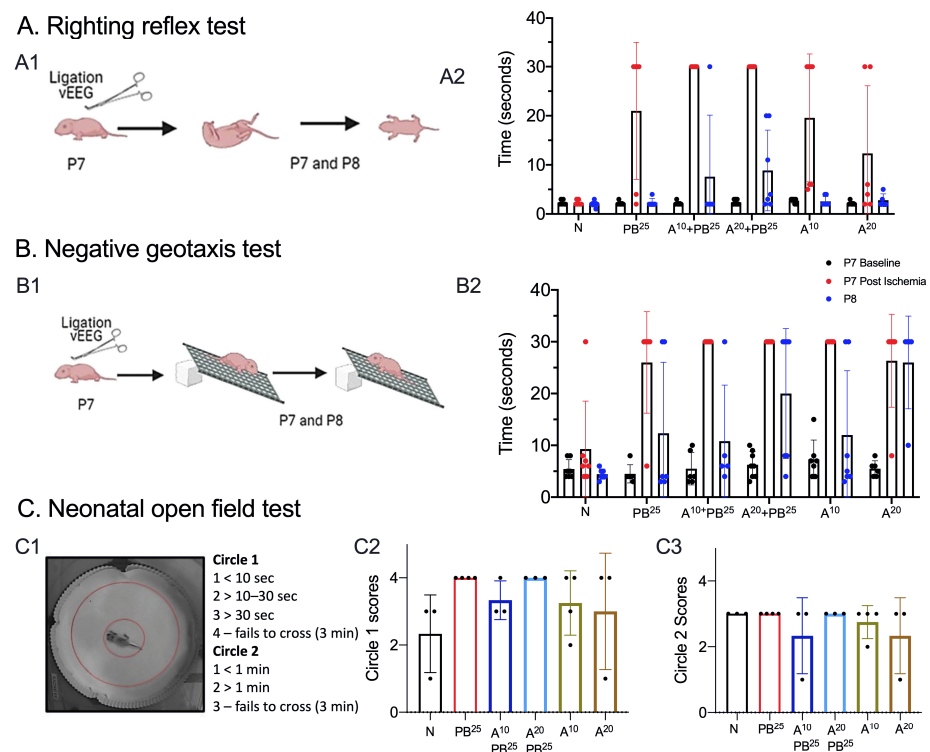 A. Righting reflex test
A1
Ligation
vEEG
P7
P7 and P8
A2
Time (seconds)
40
30
20
10
0
N
PB²⁵
A¹⁰+PB²⁵
A²⁰+PB²⁵
A¹⁰
A²⁰
B. Negative geotaxis test
B1
Ligation
vEEG
P7
P7 and P8
B2
P7 Baseline
P7 Post Ischemia
P8
Time (seconds)
40
30
20
10
0
N
PB²⁵
A¹⁰+PB²⁵
A²⁰+PB²⁵
A¹⁰
A²⁰
C. Neonatal open field test
C1
Circle 1
1 < 10 sec
2 > 10–30 sec
3 > 30 sec
4 – fails to cross (3 min)
Circle 2
1 < 1 min
2 > 1 min
3 – fails to cross (3 min)
C2
Circle 1 scores
4
2
0
N
PB²⁵
A¹⁰
PB²⁵
A²⁰
PB²⁵
A¹⁰
A²⁰
C3
Circle 2 Scores
4
2
0
N
PB²⁵
A¹⁰
PB²⁵
A²⁰
PB²⁵
A¹⁰
A²⁰